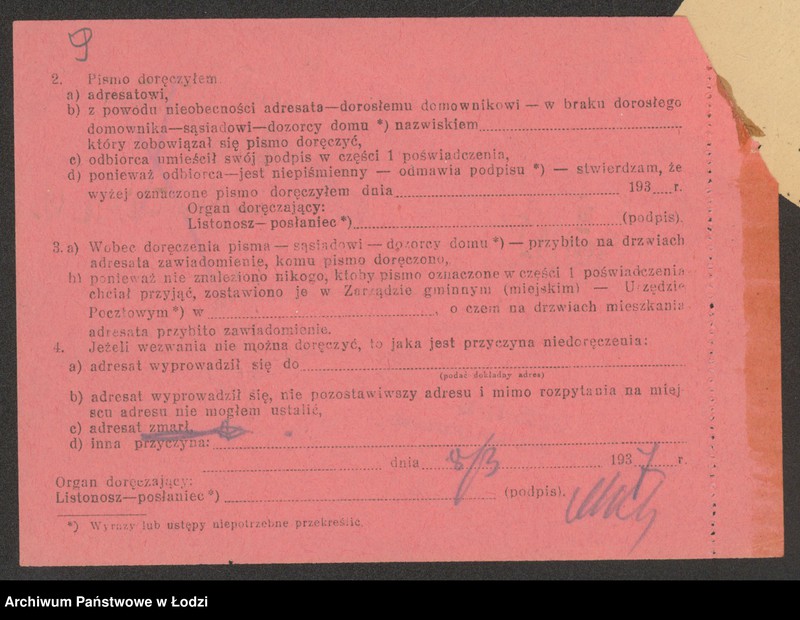 9
2. Pismo doręczyłem
a) adresatowi,
b) z powodu nieobecności adresata—dorosłemu domownikowi — w braku dorosłego
domownika—sąsiadowi—dozorcy domu *) nazwiskiem
który zobowiązał się pismo doręczyć,
c) odbiorca umieścił swój podpis w części 1 poświadczenia,
d) ponieważ odbiorca—jest niepiśmienny — odmawia podpisu *) — stwierdzam, że
wyżej oznaczone pismo doręczyłem dnia 193 r.
Organ doręczający:
Listonosz—posłaniec *) (podpis).
3. a) Wobec doręczenia pisma — sąsiadowi — dozorcy domu *) — przybito na drzwiach
adresata zawiadomienie, komu pismo doręczono,
b) ponieważ nie znaleziono nikogo, ktoby pismo oznaczone w części 1 poświadczenia
chciał przyjąć, zostawiono je w Zarządzie gminnym (miejskim) — Urzędzie
Pocztowym *) w , o czem na drzwiach mieszkania
adresata przybito zawiadomienie.
4. Jeżeli wezwania nie można doręczyć, to jaka jest przyczyna niedoręczenia:
a) adresat wyprowadził się do
(podać dokładny adres)
b) adresat wyprowadził się, nie pozostawiwszy adresu i mimo rozpytania na miej
scu adresu nie mogłem ustalić,
c) adresat zmarł,
d) inna przyczyna:
dnia 8/3 1937 r.
Organ doręczający:
Listonosz—posłaniec *) (podpis).
*) Wyrazy lub ustępy niepotrzebne przekreślić.
Archiwum Państwowe w Łodzi